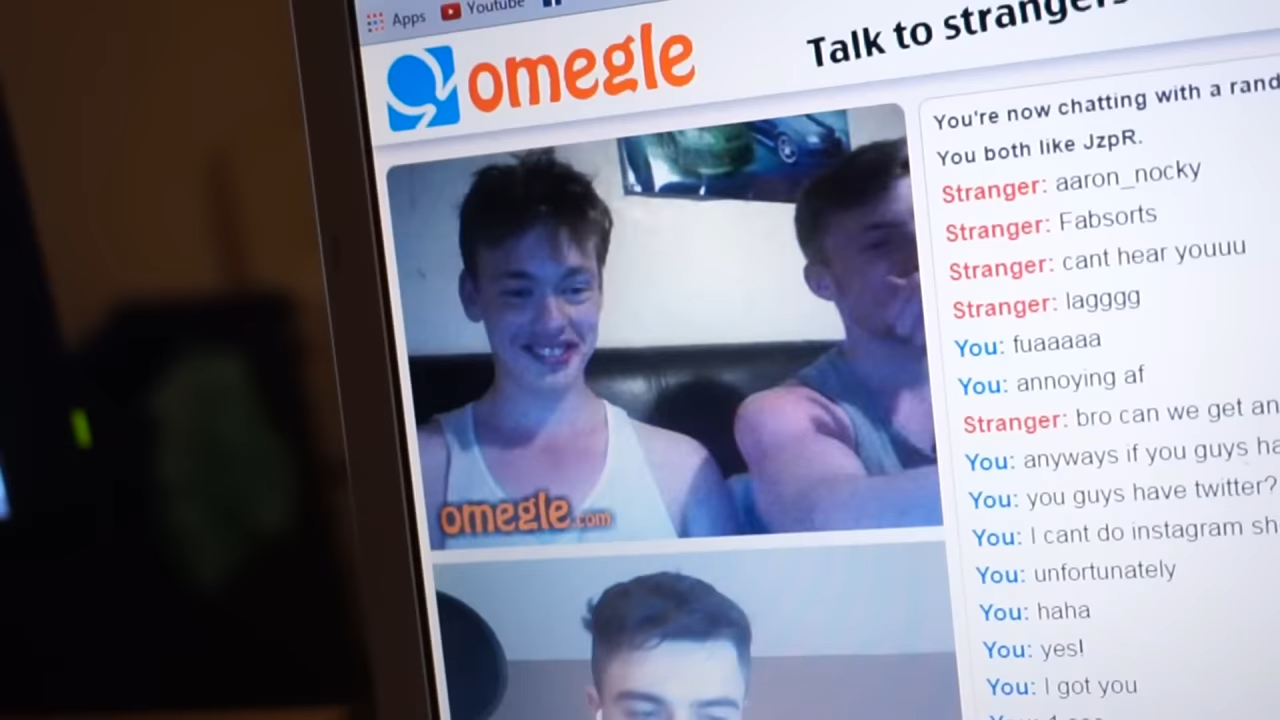 Apps Youtube
omegle
Talk to strangers
You're now chatting with a rand
You both like JzpR.
Stranger: aaron_nocky
Stranger: Fabsorts
Stranger: cant hear youuu
Stranger: lagggg
You: fuaaaaa
You: annoying af
Stranger: bro can we get an
You: anyways if you guys ha
You: you guys have twitter?
You: I cant do instagram sh
You: unfortunately
You: haha
You: yes!
You: I got you
omegle.com